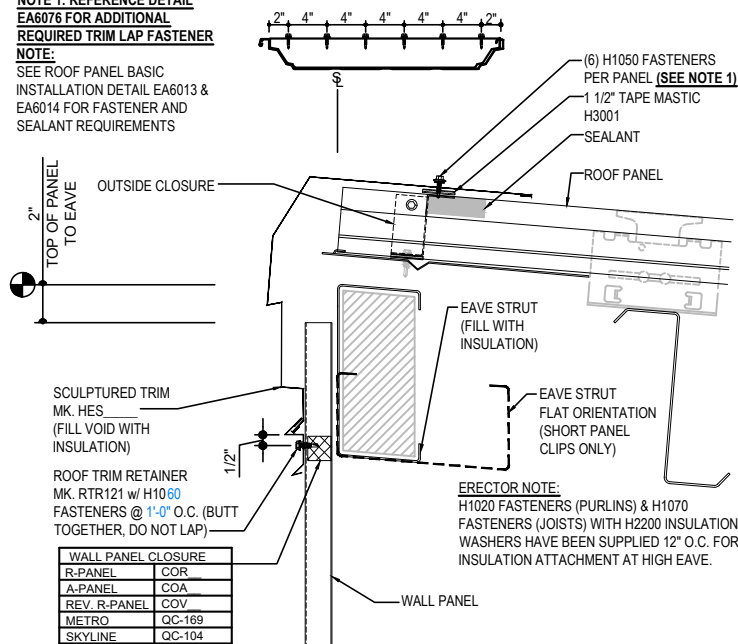 NOTE 1: REFERENCE DETAIL
EA6076 FOR ADDITIONAL
REQUIRED TRIM LAP FASTENER
NOTE:
SEE ROOF PANEL BASIC
INSTALLATION DETAIL EA6013 &
EA6014 FOR FASTENER AND
SEALANT REQUIREMENTS
2" 4" 4" 4" 4" 4" 2"
(6) H1050 FASTENERS
PER PANEL (SEE NOTE 1)
1 1/2" TAPE MASTIC
H3001
SEALANT
ROOF PANEL
OUTSIDE CLOSURE
2"
TOP OF PANEL
TO EAVE
EAVE STRUT
(FILL WITH
INSULATION)
EAVE STRUT
FLAT ORIENTATION
(SHORT PANEL
CLIPS ONLY)
SCULPTURED TRIM
MK. HES____
(FILL VOID WITH
INSULATION)
1/2"
ROOF TRIM RETAINER
MK. RTR121 w/ H1060
FASTENERS @ 1'-0" O.C. (BUTT
TOGETHER, DO NOT LAP)
ERECTOR NOTE:
H1020 FASTENERS (PURLINS) & H1070
FASTENERS (JOISTS) WITH H2200 INSULATION
WASHERS HAVE BEEN SUPPLIED 12" O.C. FOR
INSULATION ATTACHMENT AT HIGH EAVE.
WALL PANEL CLOSURE
R-PANEL COR__
A-PANEL COA__
REV. R-PANEL COV__
METRO QC-169
SKYLINE QC-104
WALL PANEL